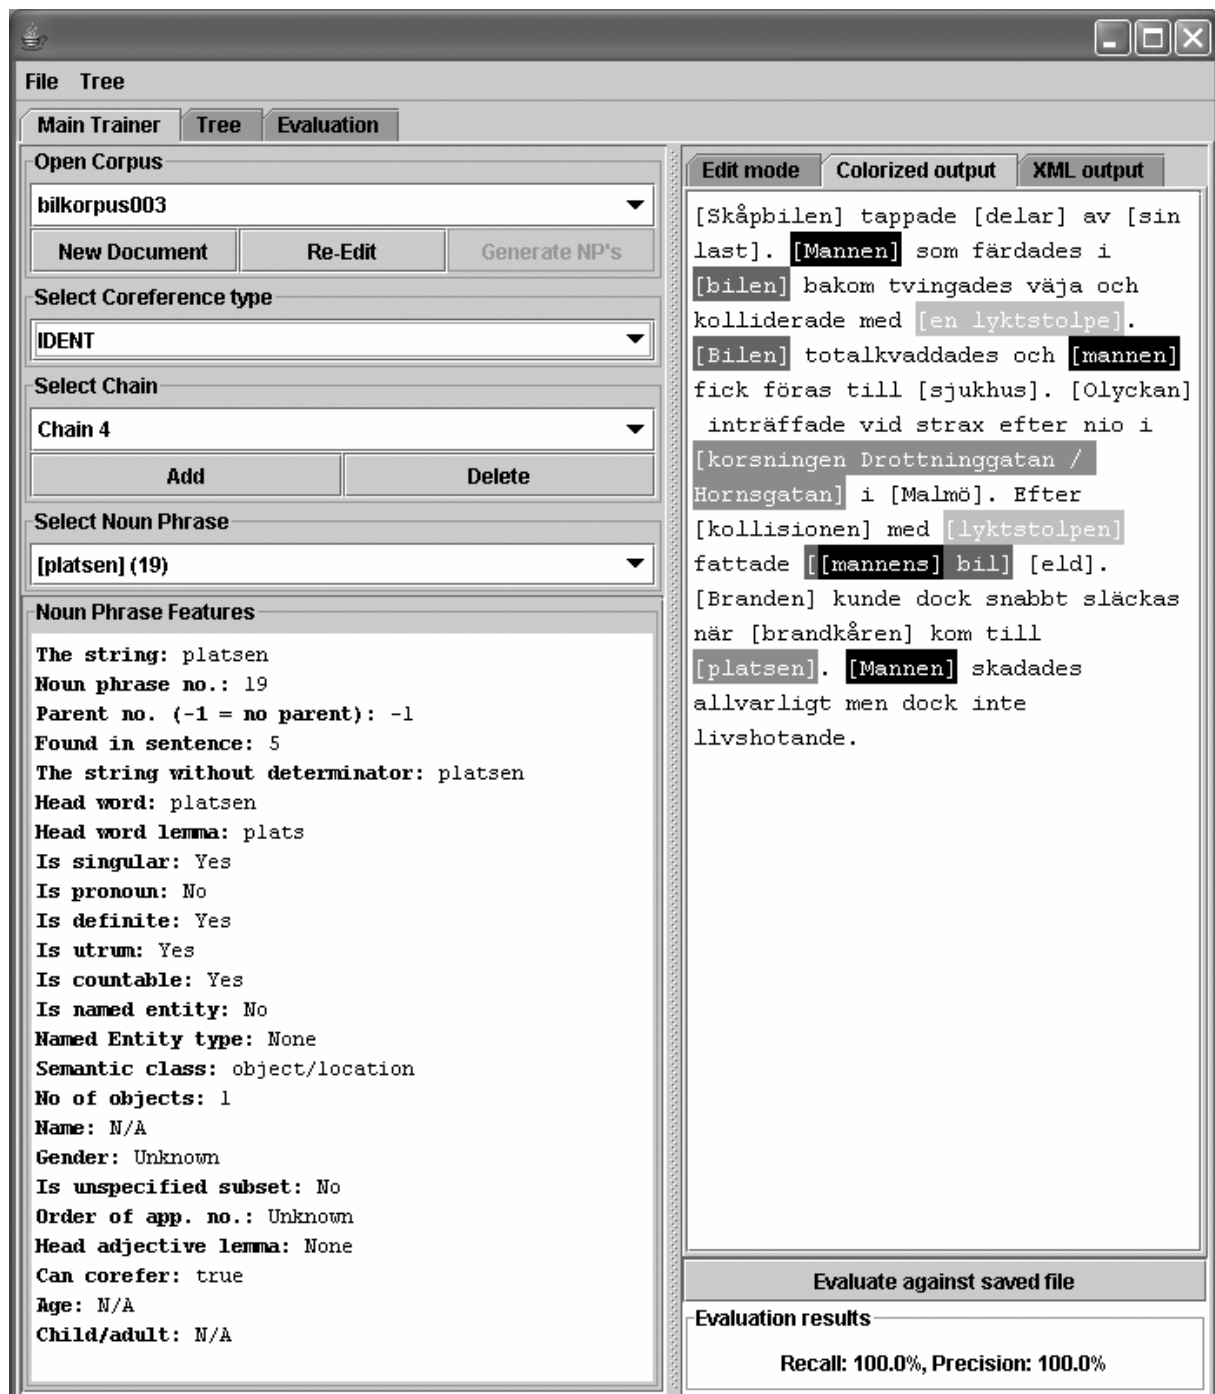 File Tree
Main Trainer Tree Evaluation
Open Corpus
bilkorpus003
New Document Re-Edit Generate NP's
Select Coreference type
IDENT
Select Chain
Chain 4
Add Delete
Select Noun Phrase
[platsen] (19)
Noun Phrase Features
The string: platsen
Noun phrase no.: 19
Parent no. (-1 = no parent): -1
Found in sentence: 5
The string without determinator: platsen
Head word: platsen
Head word lemma: plats
Is singular: Yes
Is pronoun: No
Is definite: Yes
Is utrum: Yes
Is countable: Yes
Is named entity: No
Named Entity type: None
Semantic class: object/location
No of objects: 1
Name: N/A
Gender: Unknown
Is unspecified subset: No
Order of app. no.: Unknown
Head adjective lemma: None
Can corefer: true
Age: N/A
Child/adult: N/A
Edit mode Colorized output XML output
[Skåpbilen] tappade [delar] av [sin
last]. [Mannen] som färdades i
[bilen] bakom tvingades väja och
kolliderade med [en lyktstolpe].
[Bilen] totalkvaddades och [mannen]
fick föras till [sjukhus]. [Olyckan]
inträffade vid strax efter nio i
[korsningen Drottninggatan /
Hornsgatan] i [Malmö]. Efter
[kollisionen] med [lyktstolpen]
fattade [[mannens] bil] [eld].
[Branden] kunde dock snabbt släckas
när [brandkåren] kom till
[platsen]. [Mannen] skadades
allvarligt men dock inte
livshotande.
Evaluate against saved file
Evaluation results
Recall: 100.0%, Precision: 100.0%